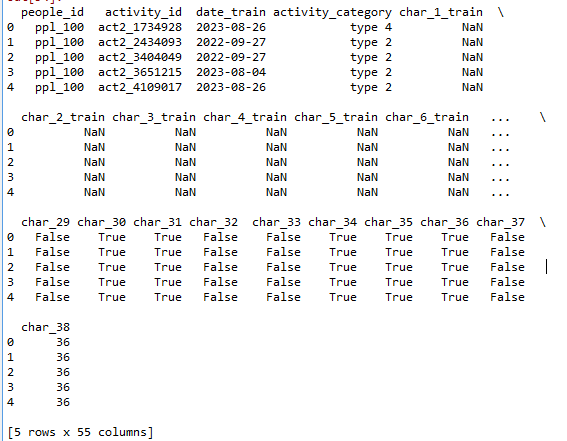 people_id activity_id date_train activity_category char_1_train \
0 ppl_100 act2_1734928 2023-08-26 type 4 NaN
1 ppl_100 act2_2434093 2022-09-27 type 2 NaN
2 ppl_100 act2_3404049 2022-09-27 type 2 NaN
3 ppl_100 act2_3651215 2023-08-04 type 2 NaN
4 ppl_100 act2_4109017 2023-08-26 type 2 NaN
char_2_train char_3_train char_4_train char_5_train char_6_train ... \
0 NaN NaN NaN NaN NaN ...
1 NaN NaN NaN NaN NaN ...
2 NaN NaN NaN NaN NaN ...
3 NaN NaN NaN NaN NaN ...
4 NaN NaN NaN NaN NaN ...
char_29 char_30 char_31 char_32 char_33 char_34 char_35 char_36 char_37 \
0 False True True False False True True True False
1 False True True False False True True True False
2 False True True False False True True True False
3 False True True False False True True True False
4 False True True False False True True True False
char_38
0 36
1 36
2 36
3 36
4 36
[5 rows x 55 columns]